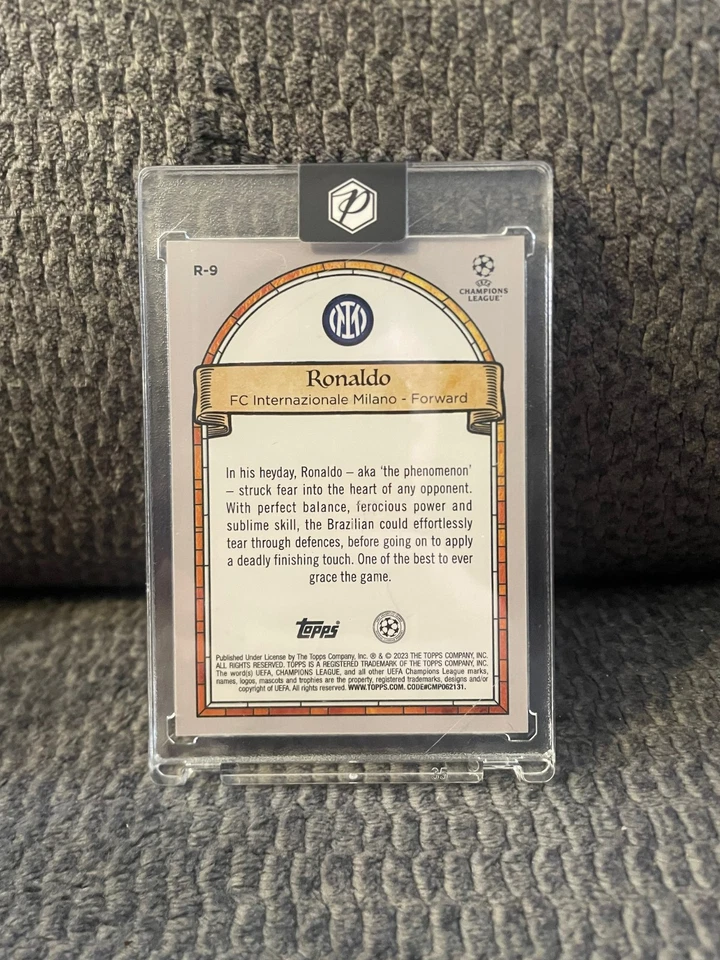 P
R-9
UEFA
CHAMPIONS
LEAGUE
IM
Ronaldo
FC Internazionale Milano - Forward
In his heyday, Ronaldo – aka ‘the phenomenon’
– struck fear into the heart of any opponent.
With perfect balance, ferocious power and
sublime skill, the Brazilian could effortlessly
tear through defences, before going on to apply
a deadly finishing touch. One of the best to ever
grace the game.
topps
Published Under License by The Topps Company, Inc. ® & © 2023 THE TOPPS COMPANY, INC.
ALL RIGHTS RESERVED. TOPPS IS A REGISTERED TRADEMARK OF THE TOPPS COMPANY, INC.
The word(s) UEFA, CHAMPIONS LEAGUE, and all other UEFA Champions League marks,
names, logos, mascots and trophies are the property, registered trademarks, designs and/or
copyright of UEFA. All rights reserved. WWW.TOPPS.COM. CODE#CMP062131.
35